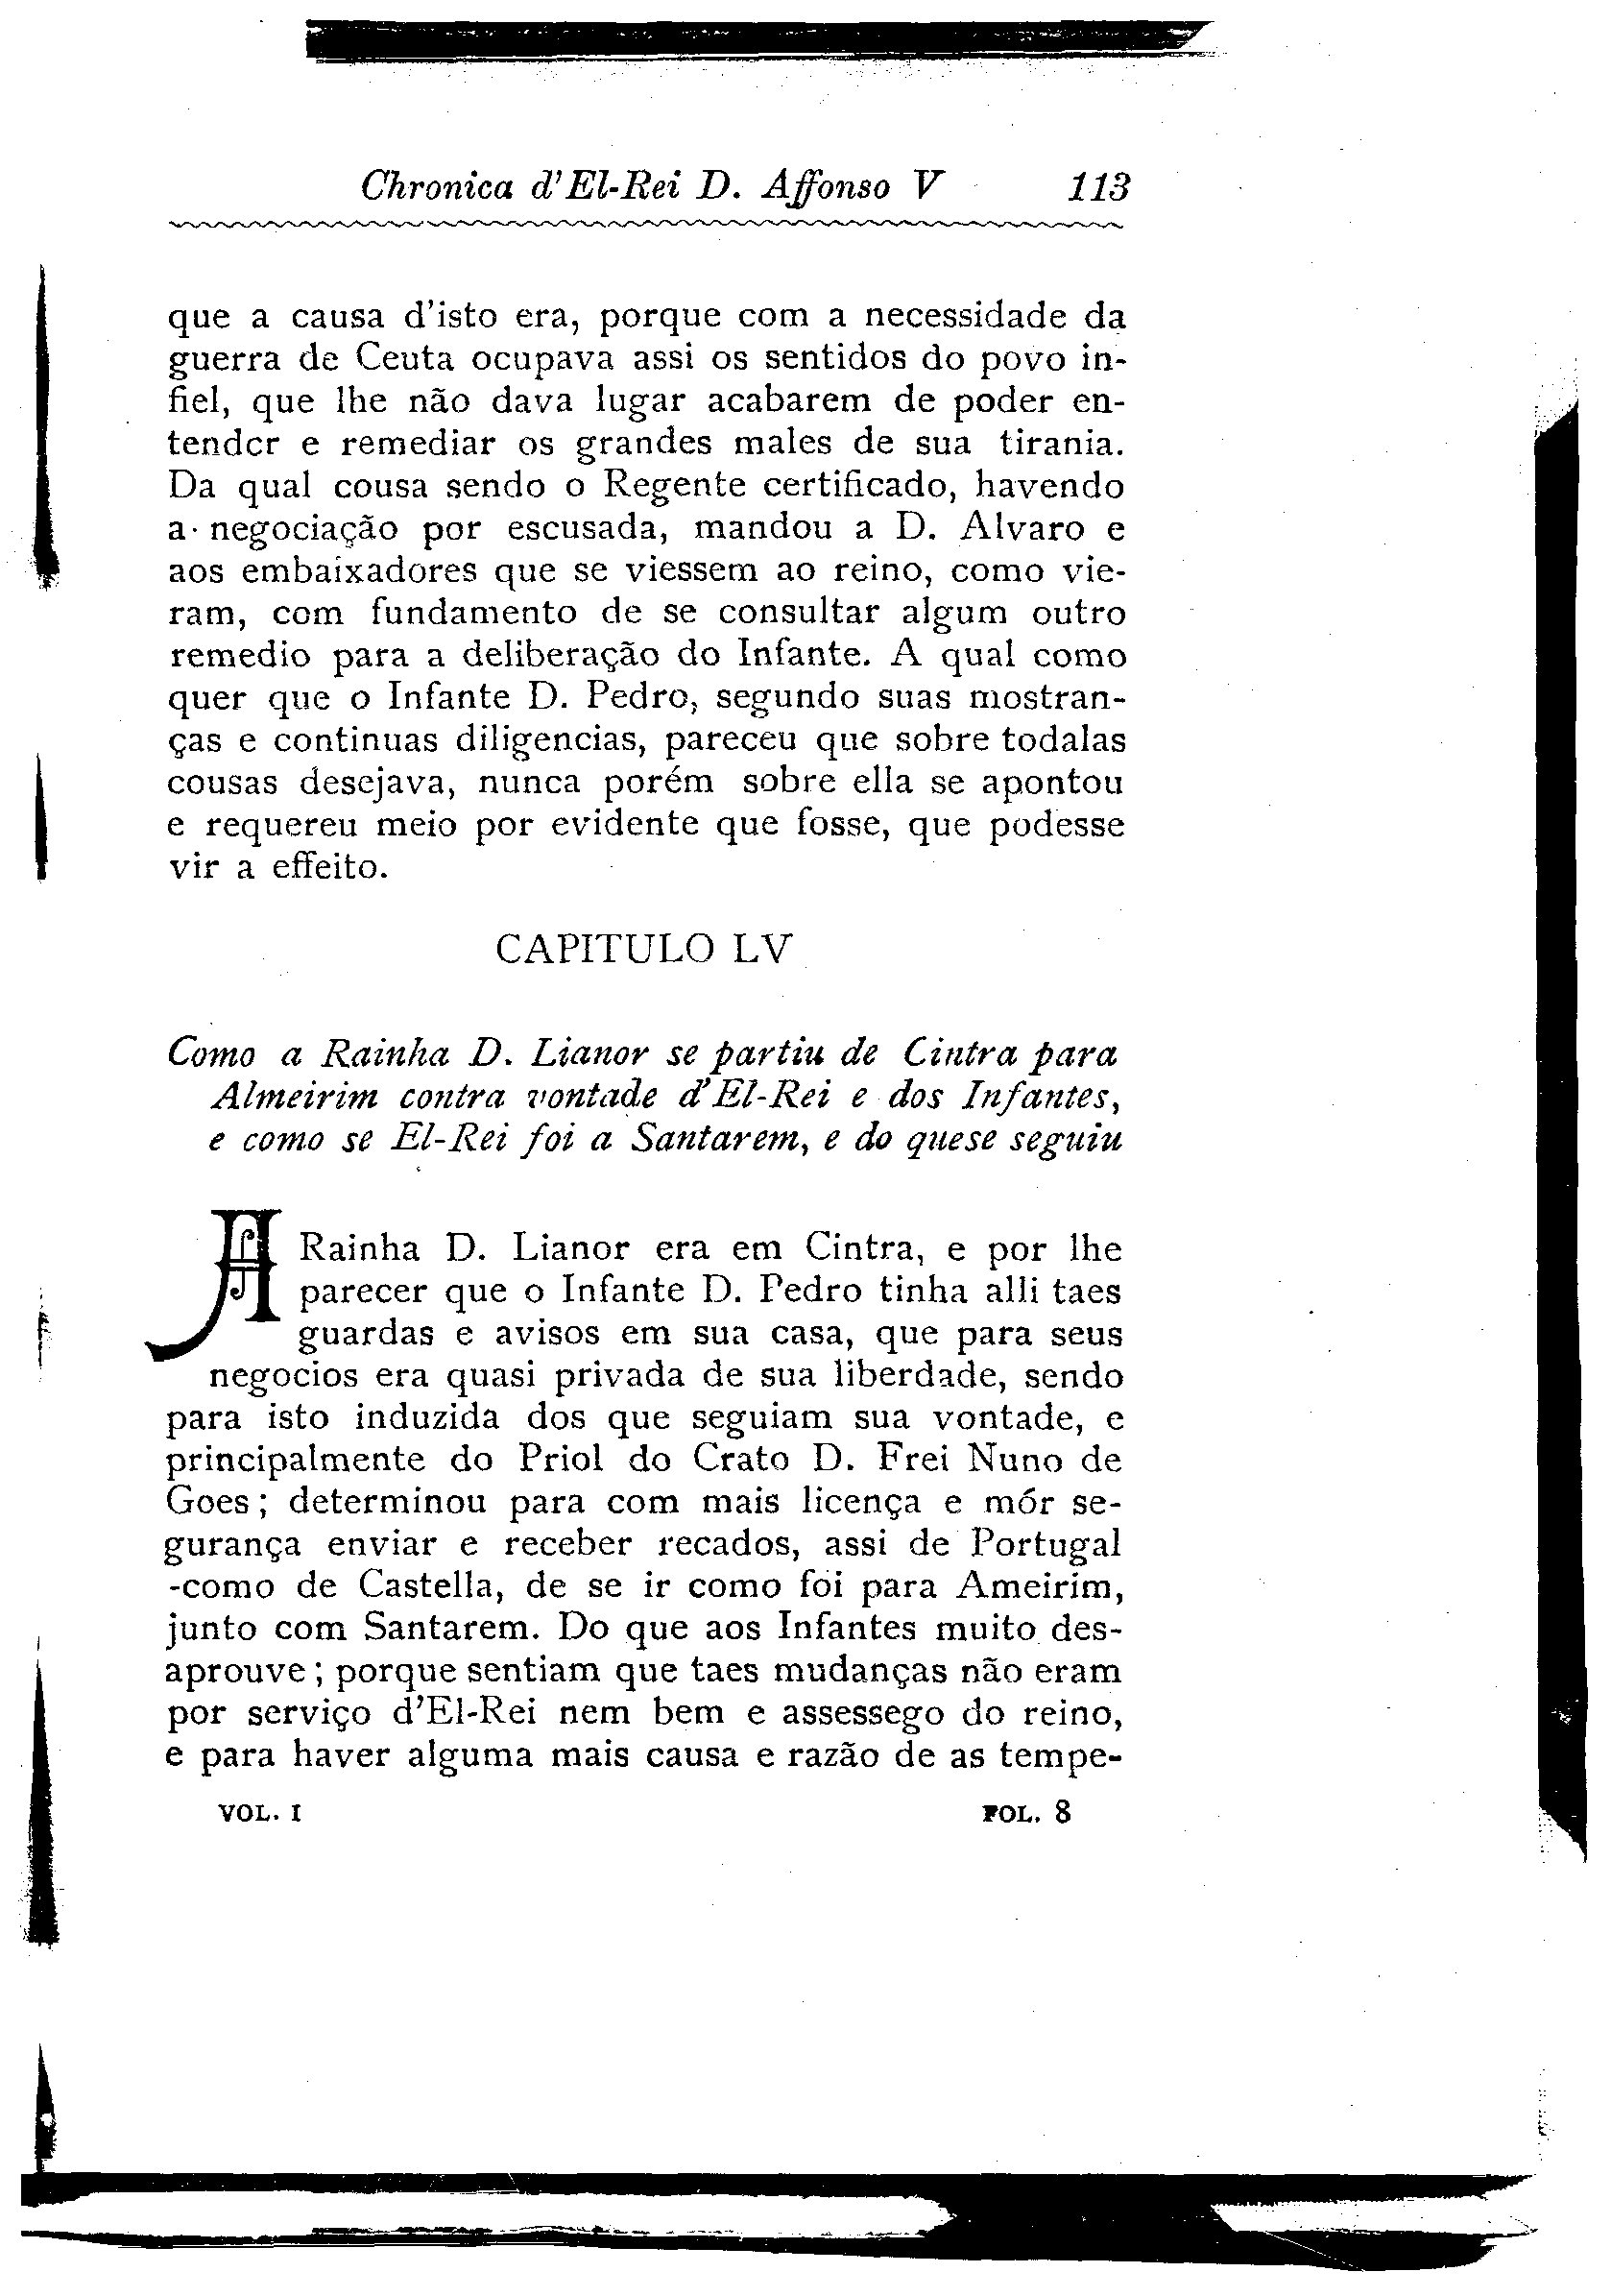 Chronica d'El-Rei D. Affonso V 113
que a causa d'isto era, porque com a necessidade da
guerra de Ceuta ocupava assi os sentidos do povo in-
fiel, que lhe não dava lugar acabarem de poder en-
tender e remediar os grandes males de sua tirania.
Da qual cousa sendo o Regente certificado, havendo
a negociação por escusada, mandou a D. Alvaro e
aos embaixadores que se viessem ao reino, como vie-
ram, com fundamento de se consultar algum outro
remedio para a deliberação do Infante. A qual como
quer que o Infante D. Pedro, segundo suas mostran-
ças e continuas diligencias, pareceu que sobre todalas
cousas desejava, nunca porém sobre ella se apontou
e requereu meio por evidente que fosse, que podesse
vir a effeito.
CAPITULO LV
Como a Rainha D. Lianor se partiu de Cintra para
Almeirim contra vontade d'El-Rei e dos Infantes,
e como se El-Rei foi a Santarem, e do quese seguiu
A Rainha D. Lianor era em Cintra, e por lhe
parecer que o Infante D. Pedro tinha alli taes
guardas e avisos em sua casa, que para seus
negocios era quasi privada de sua liberdade, sendo
para isto induzida dos que seguiam sua vontade, e
principalmente do Priol do Crato D. Frei Nuno de
Goes; determinou para com mais licença e mór se-
gurança enviar e receber recados, assi de Portugal
-como de Castella, de se ir como foi para Ameirim,
junto com Santarem. Do que aos Infantes muito des-
aprouve; porque sentiam que taes mudanças não eram
por serviço d'El-Rei nem bem e assessego do reino,
e para haver alguma mais causa e razão de as tempe-
VOL. I FOL. 8